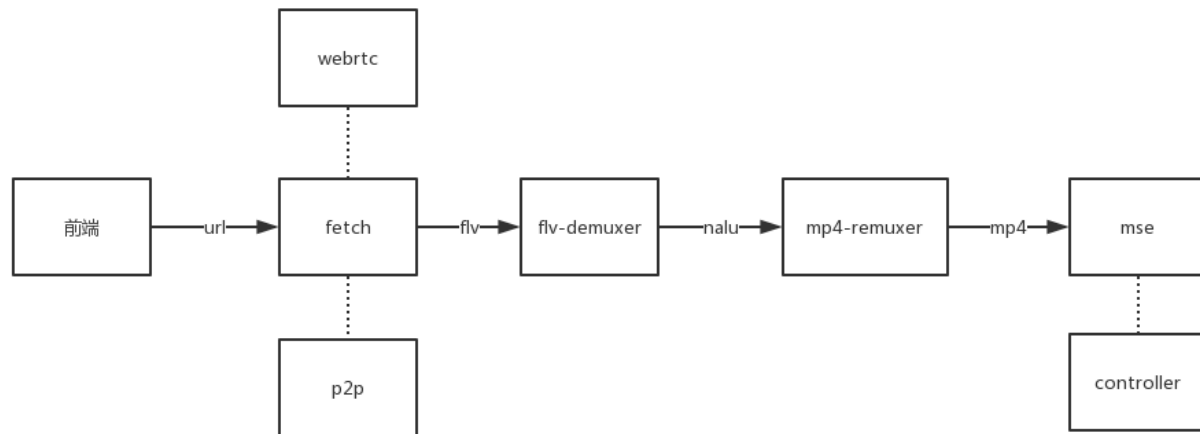 webrtc
前端
url
fetch
flv
flv-demuxer
nalu
mp4-remuxer
mp4
mse
p2p
controller